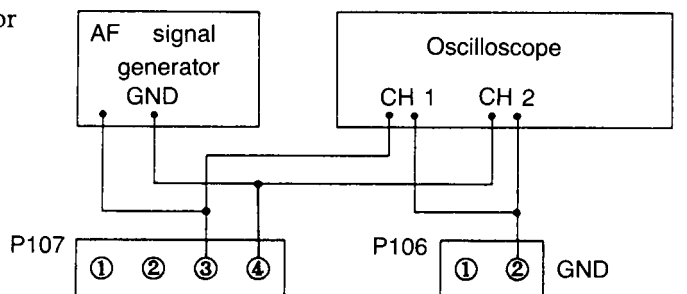 or
AF signal
generator
GND
Oscilloscope
CH 1 CH 2
P107
① ② ③ ④
P106
① ②
GND